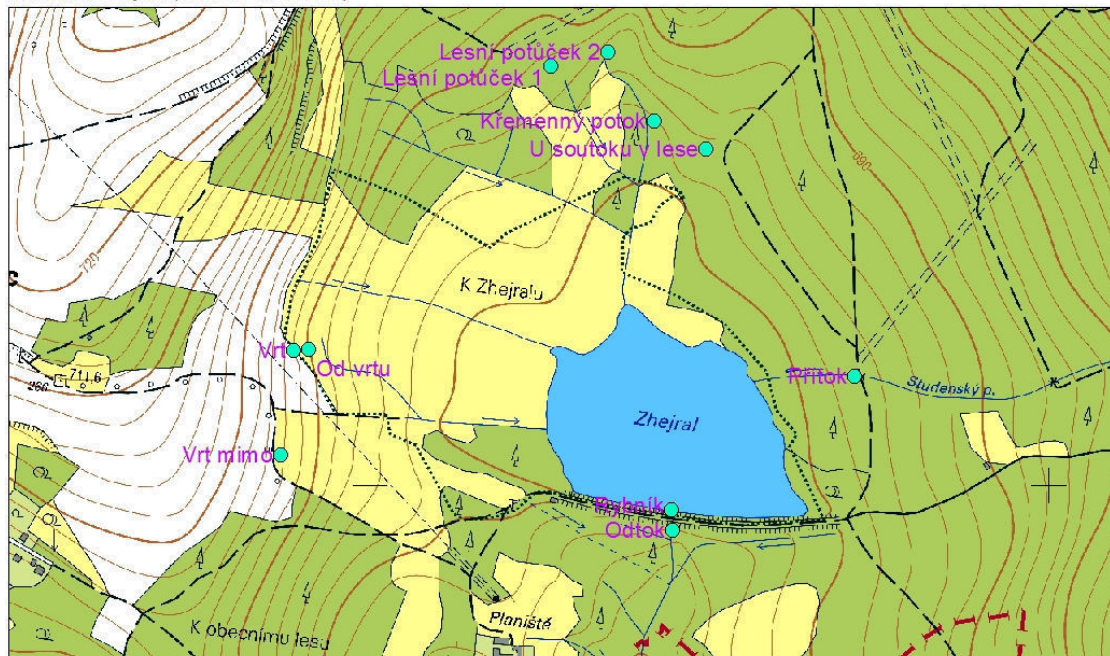 Lesní potůček 2
Lesní potůček 1
Křemenný potok
U soutoku v lese
690
720
K Zhejralu
Vrt
Od vrtu
711,6
Přítok
Studenský p.
Zhejral
Vrt mimo
Rybník
Odtok
Planiště
K obecnímu lesu